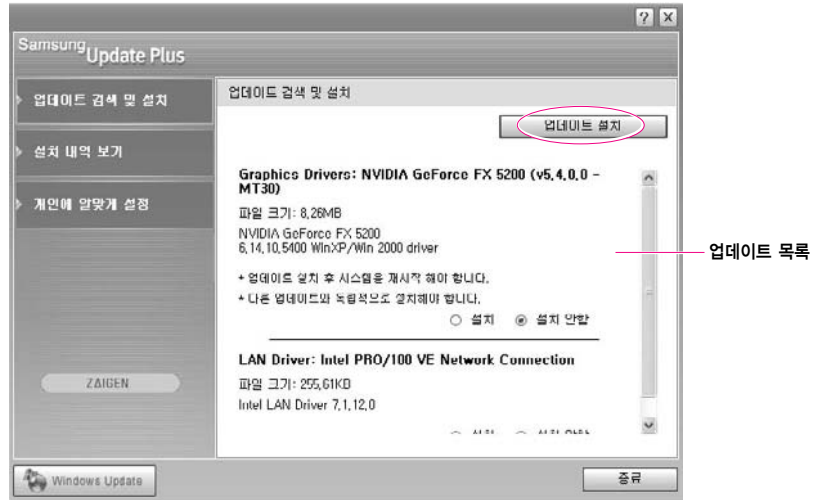 Samsung Update Plus
업데이트 검색 및 설치
설치 내역 보기
개인에 알맞게 설정
ZAIGEN
Windows Update
업데이트 검색 및 설치
업데이트 설치
Graphics Drivers: NVIDIA GeForce FX 5200 (v5.4.0.0 -
MT30)
파일 크기: 8,26MB
NVIDIA GeForce FX 5200
6,14,10,5400 WinXP/Win 2000 driver
* 업데이트 설치 후 시스템을 재시작 해야 합니다.
* 다른 업데이트와 독립적으로 설치해야 합니다.
설치 설치 안함
LAN Driver: Intel PRO/100 VE Network Connection
파일 크기: 255,61KB
Intel LAN Driver 7,1,12,0
종료
업데이트 목록